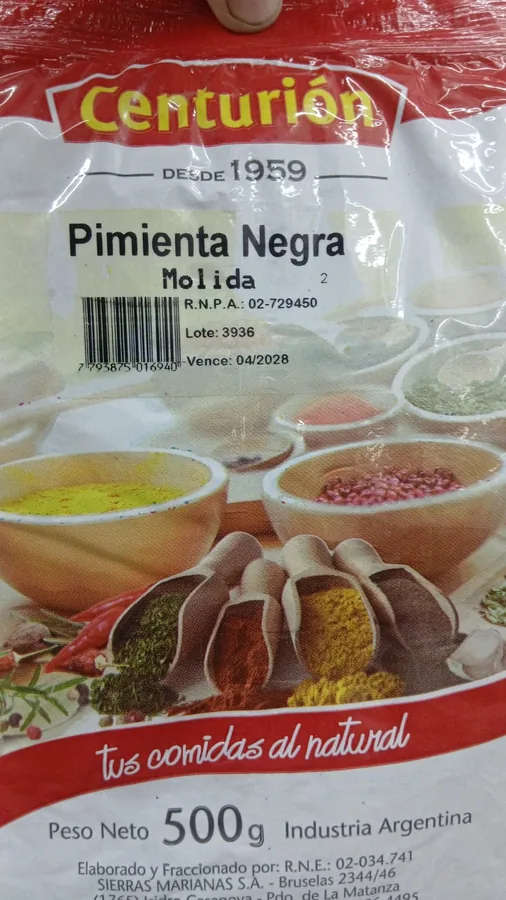 Centurión
DESDE 1959
Pimienta Negra
Molida 2
R.N.P.A.: 02-729450
Lote: 3936
7 793875 016940 Vence: 04/2028
tus comidas al natural
Peso Neto 500g Industria Argentina
Elaborado y Fraccionado por: R.N.E.: 02-034.741
SIERRAS MARIANAS S.A. - Bruselas 2344/46
(1765) Isidro Casanova - Pdo. de La Matanza
4495